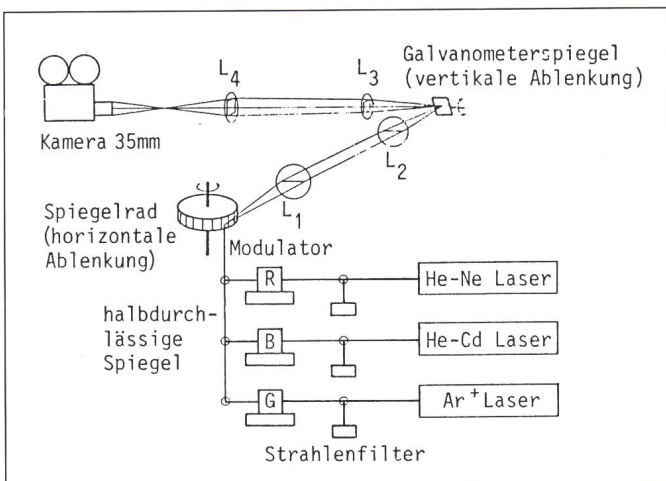 Galvanometerspiegel
(vertikale Ablenkung)
L4
L3
Kamera 35mm
L2
L1
Spiegelrad
(horizontale
Ablenkung)
Modulator
R
He-Ne Laser
halbdurch-
lässige
Spiegel
B
He-Cd Laser
G
Ar+ Laser
Strahlenfilter